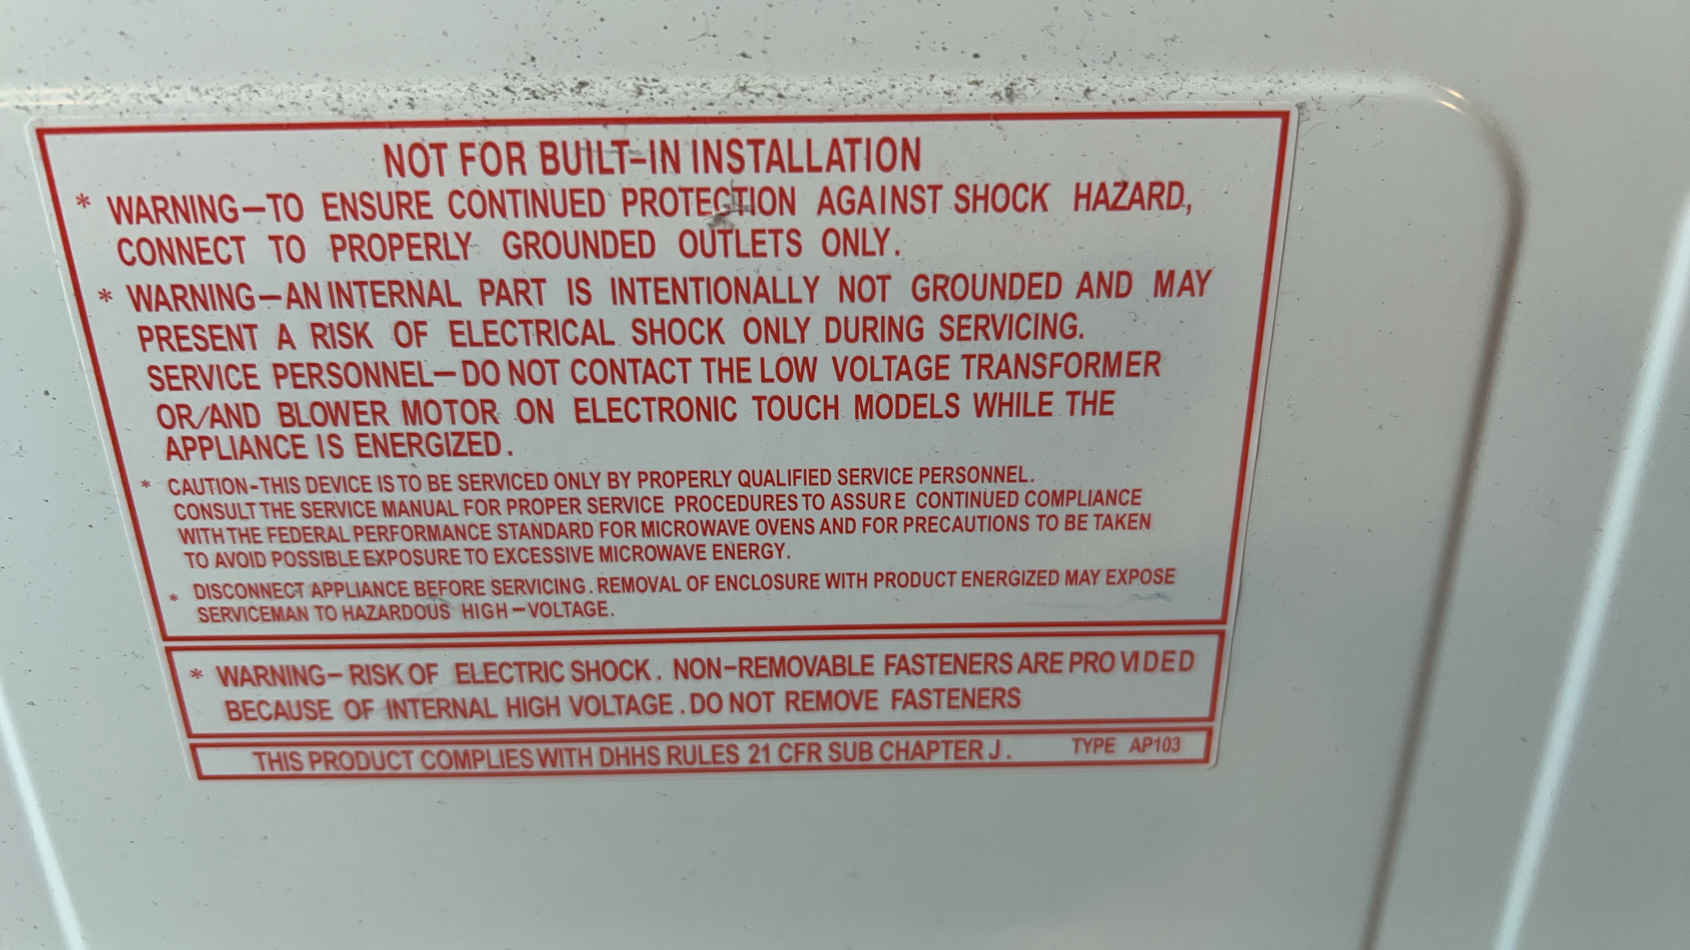 NOT FOR BUILT-IN INSTALLATION
* WARNING—TO ENSURE CONTINUED PROTECTION AGAINST SHOCK HAZARD,
CONNECT TO PROPERLY GROUNDED OUTLETS ONLY.
* WARNING—AN INTERNAL PART IS INTENTIONALLY NOT GROUNDED AND MAY
PRESENT A RISK OF ELECTRICAL SHOCK ONLY DURING SERVICING.
SERVICE PERSONNEL—DO NOT CONTACT THE LOW VOLTAGE TRANSFORMER
OR/AND BLOWER MOTOR ON ELECTRONIC TOUCH MODELS WHILE THE
APPLIANCE IS ENERGIZED.
* CAUTION-THIS DEVICE IS TO BE SERVICED ONLY BY PROPERLY QUALIFIED SERVICE PERSONNEL.
CONSULT THE SERVICE MANUAL FOR PROPER SERVICE PROCEDURES TO ASSURE CONTINUED COMPLIANCE
WITH THE FEDERAL PERFORMANCE STANDARD FOR MICROWAVE OVENS AND FOR PRECAUTIONS TO BE TAKEN
TO AVOID POSSIBLE EXPOSURE TO EXCESSIVE MICROWAVE ENERGY.
* DISCONNECT APPLIANCE BEFORE SERVICING. REMOVAL OF ENCLOSURE WITH PRODUCT ENERGIZED MAY EXPOSE
SERVICEMAN TO HAZARDOUS HIGH-VOLTAGE.
* WARNING- RISK OF ELECTRIC SHOCK. NON-REMOVABLE FASTENERS ARE PROVIDED
BECAUSE OF INTERNAL HIGH VOLTAGE. DO NOT REMOVE FASTENERS
THIS PRODUCT COMPLIES WITH DHHS RULES 21 CFR SUB CHAPTER J. TYPE AP103